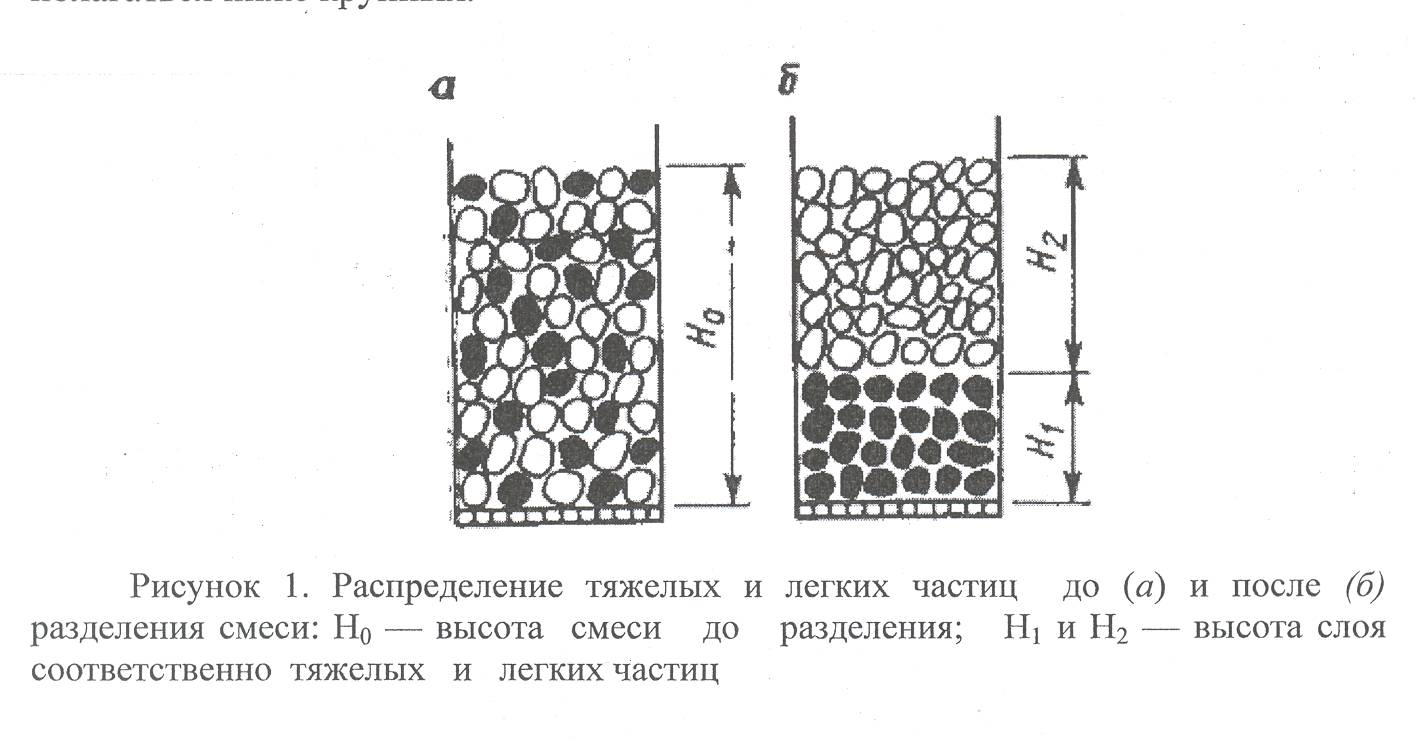 а б
H0
H2
H1
Рисунок 1. Распределение тяжелых и легких частиц до (а) и после (б)
разделения смеси: H0 — высота смеси до разделения; H1 и H2 — высота слоя
соответственно тяжелых и легких частиц